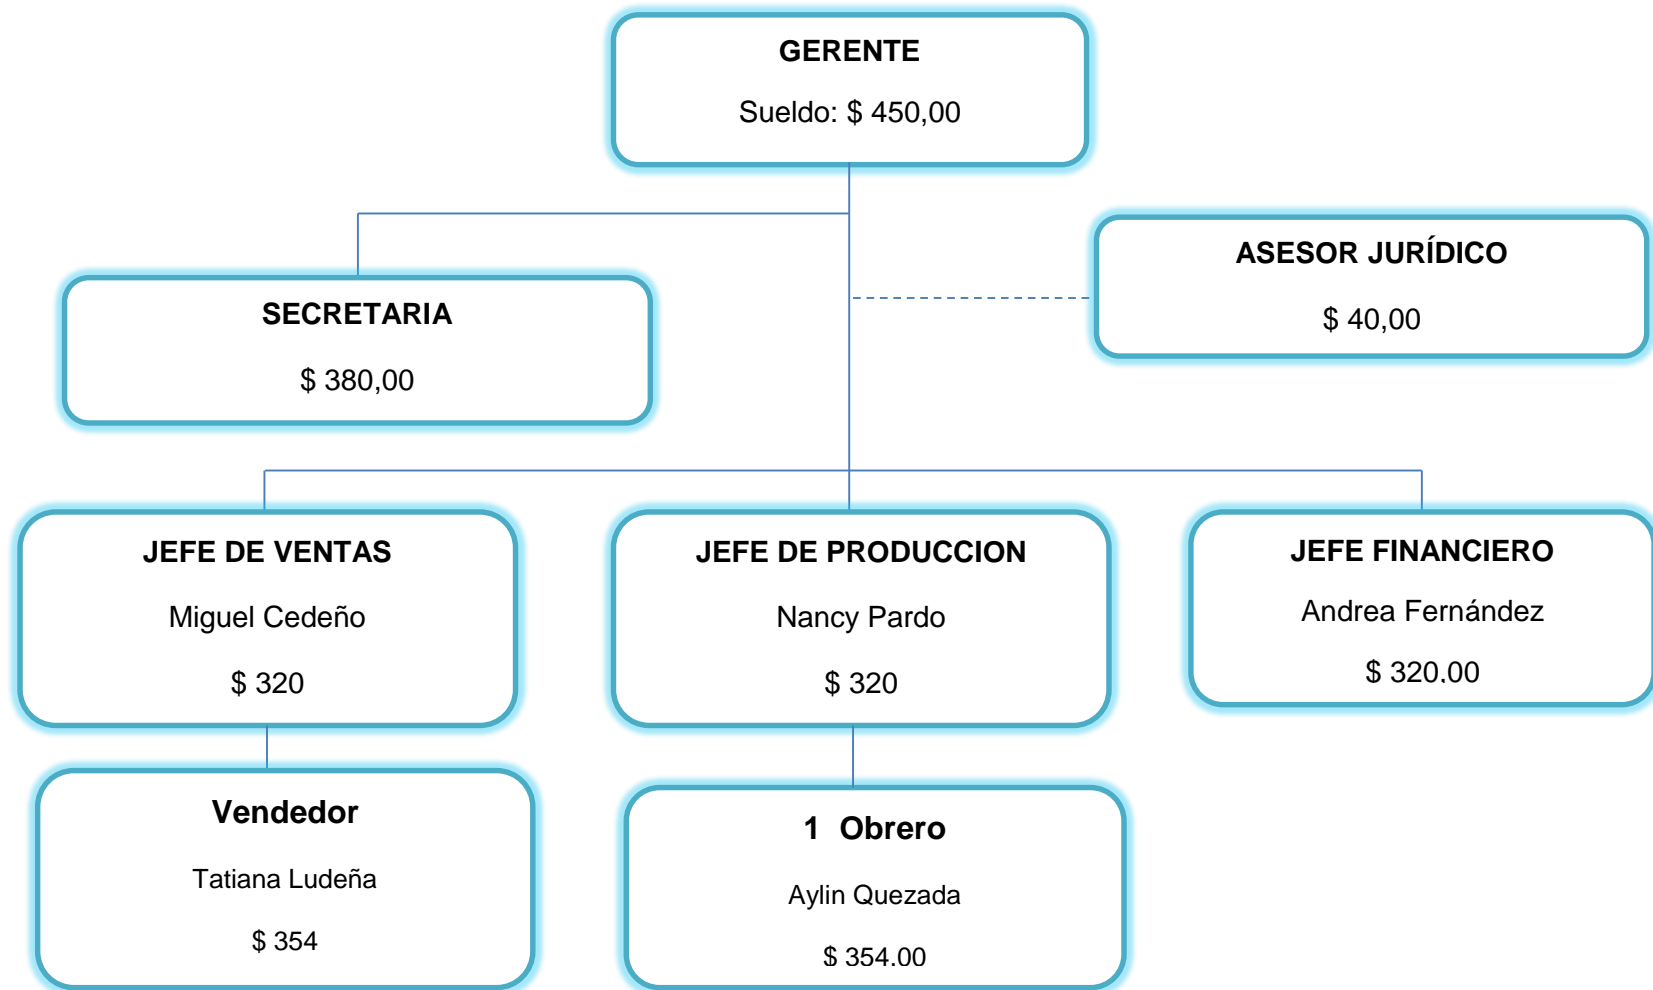 GERENTE
Sueldo: $ 450,00
ASESOR JURÍDICO
$ 40,00
SECRETARIA
$ 380,00
JEFE DE VENTAS
Miguel Cedeño
$ 320
JEFE DE PRODUCCION
Nancy Pardo
$ 320
JEFE FINANCIERO
Andrea Fernández
$ 320,00
Vendedor
Tatiana Ludeña
$ 354
1 Obrero
Aylin Quezada
$ 354.00